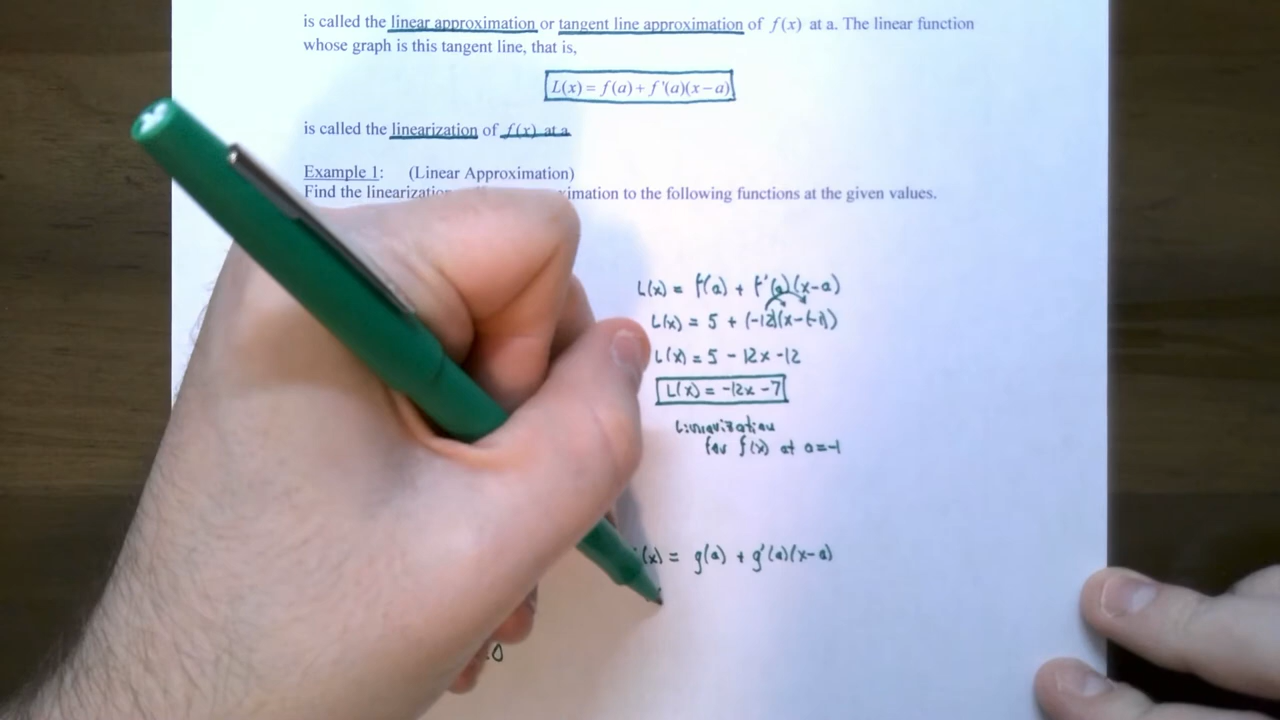 is called the linear approximation or tangent line approximation of f(x) at a. The linear function
whose graph is this tangent line, that is,
L(x) = f(a) + f'(a)(x − a)
is called the linearization of f(x) at a
Example 1: (Linear Approximation)
Find the to the following functions at the given values.
L(x) = f(a) + f'(a)(x-a)
L(x) = 5 + (-12)(x-(-1))
L(x) = 5 - 12x - 12
L(x) = -12x - 7
Linearization
for f(x) at a=-1
(x) = g(a) + g'(a)(x-a)
0